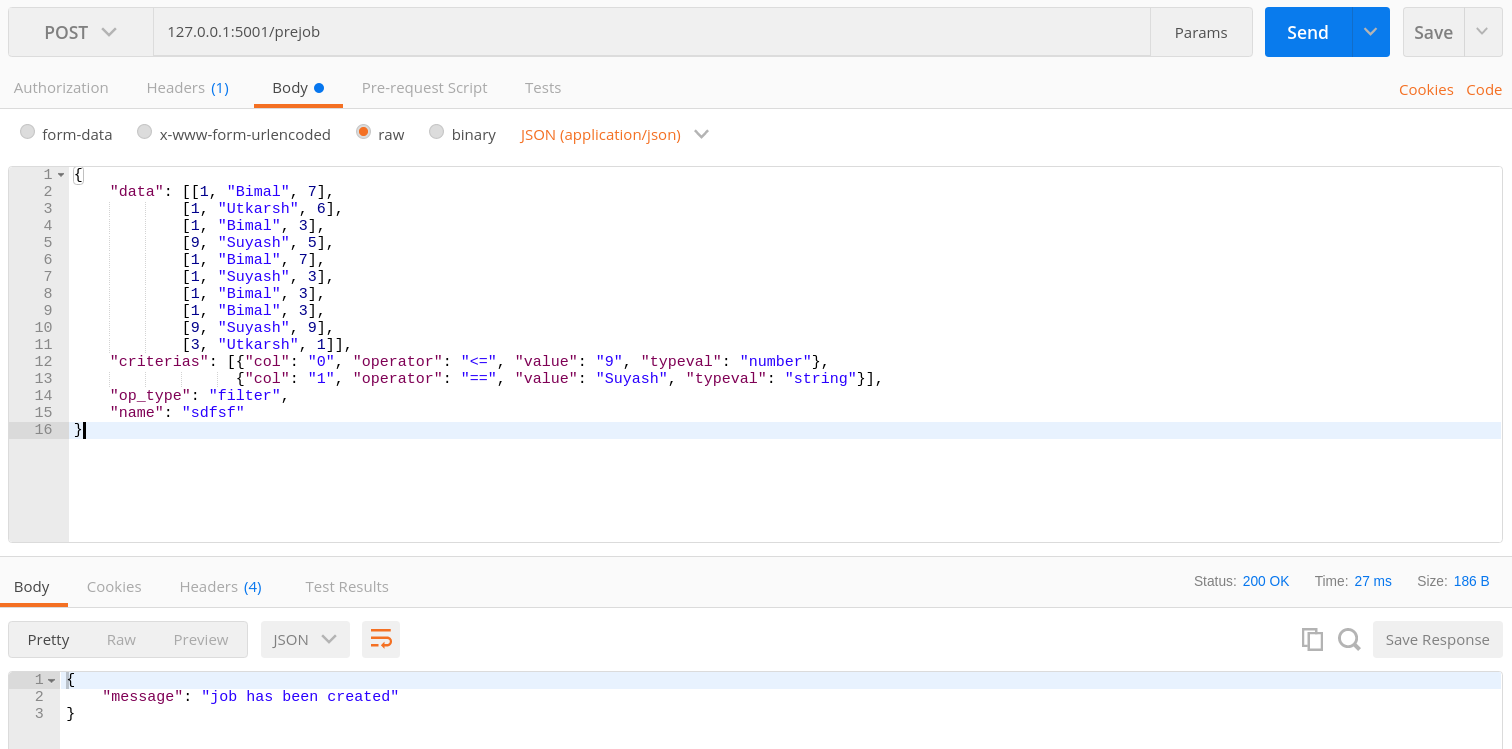 POST 127.0.0.1:5001/prejob Params Send Save
Authorization Headers (1) Body Pre-request Script Tests Cookies Code
form-data x-www-form-urlencoded raw binary JSON (application/json)
1 {
2 "data": [[1, "Bimal", 7],
3 [1, "Utkarsh", 6],
4 [1, "Bimal", 3],
5 [9, "Suyash", 5],
6 [1, "Bimal", 7],
7 [1, "Suyash", 3],
8 [1, "Bimal", 3],
9 [1, "Bimal", 3],
10 [9, "Suyash", 9],
11 [3, "Utkarsh", 1]],
12 "criterias": [{"col": "0", "operator": "<=", "value": "9", "typeval": "number"},
13 {"col": "1", "operator": "==", "value": "Suyash", "typeval": "string"}],
14 "op_type": "filter",
15 "name": "sdfsf"
16 }
Body Cookies Headers (4) Test Results Status: 200 OK Time: 27 ms Size: 186 B
Pretty Raw Preview JSON Save Response
1 {
2 "message": "job has been created"
3 }